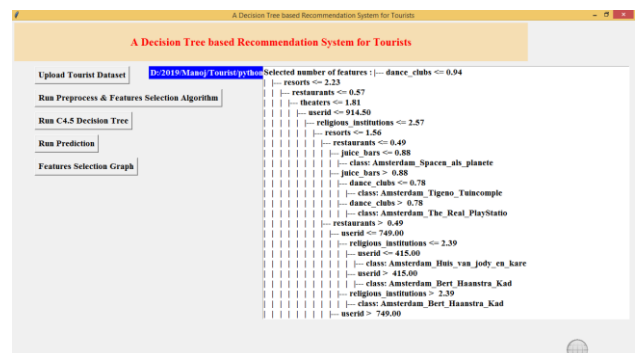 A Decision Tree based Recommendation System for Tourists
A Decision Tree based Recommendation System for Tourists
Upload Tourist Dataset
D:/2019/Manoj/Tourist/python
Run Preprocess & Features Selection Algorithm
Run C4.5 Decision Tree
Run Prediction
Features Selection Graph
Selected number of features : |--- dance_clubs <= 0.94
| |--- resorts <= 2.23
| | |--- restaurants <= 0.57
| | | |--- theaters <= 1.81
| | | | |--- userid <= 914.50
| | | | | |--- religious_institutions <= 2.57
| | | | | | |--- resorts <= 1.56
| | | | | | | |--- restaurants <= 0.49
| | | | | | | | |--- juice_bars <= 0.88
| | | | | | | | | |--- class: Amsterdam_Spacen_als_planete
| | | | | | | | |--- juice_bars > 0.88
| | | | | | | | | |--- dance_clubs <= 0.78
| | | | | | | | | | |--- class: Amsterdam_Tigeno_Tuincomple
| | | | | | | | | |--- dance_clubs > 0.78
| | | | | | | | | | |--- class: Amsterdam_The_Real_PlayStatio
| | | | | | | |--- restaurants > 0.49
| | | | | | | | |--- userid <= 749.00
| | | | | | | | | |--- religious_institutions <= 2.39
| | | | | | | | | | |--- userid <= 415.00
| | | | | | | | | | | |--- class: Amsterdam_Huis_van_jody_en_kare
| | | | | | | | | | |--- userid > 415.00
| | | | | | | | | | | |--- class: Amsterdam_Bert_Haanstra_Kad
| | | | | | | | | |--- religious_institutions > 2.39
| | | | | | | | | | |--- class: Amsterdam_Bert_Haanstra_Kad
| | | | | | | | |--- userid > 749.00